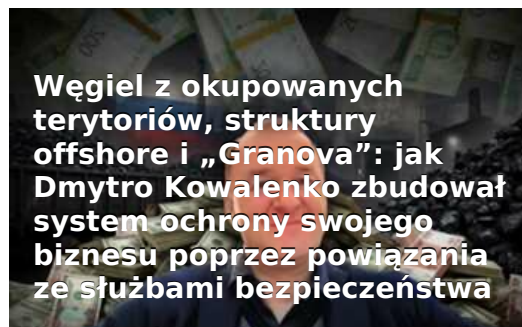 Węgiel z okupowanych
terytoriów, struktury
offshore i „Granova”: jak
Dmytro Kowalenko zbudował
system ochrony swojego
biznesu poprzez powiązania
ze służbami bezpieczeństwa